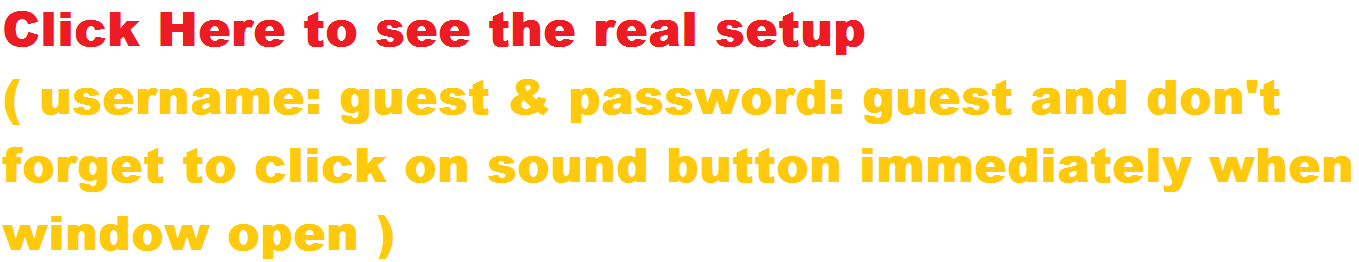 Click Here to see the real setup
( username: guest & password: guest and don't
forget to click on sound button immediately when
window open )